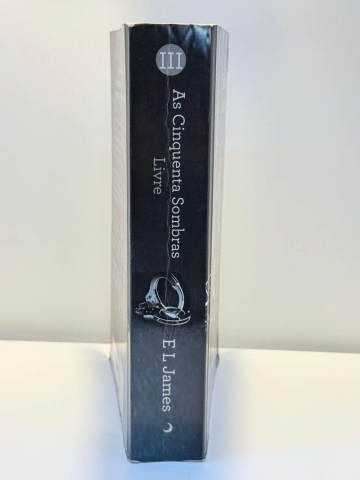 III
As Cinquenta Sombras
Livre
E L James